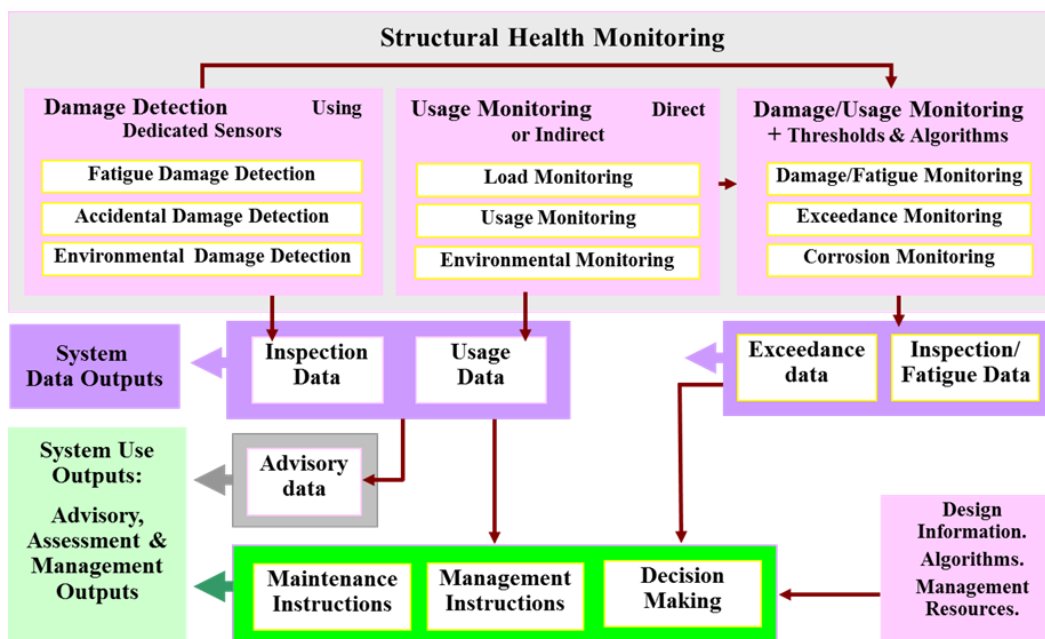 Structural Health Monitoring
Damage Detection Using
Dedicated Sensors
Fatigue Damage Detection
Accidental Damage Detection
Environmental Damage Detection
Usage Monitoring Direct
or Indirect
Load Monitoring
Usage Monitoring
Environmental Monitoring
Damage/Usage Monitoring
+ Thresholds & Algorithms
Damage/Fatigue Monitoring
Exceedance Monitoring
Corrosion Monitoring
System
Data Outputs
Inspection
Data
Usage
Data
Exceedance
data
Inspection/
Fatigue Data
System Use
Outputs:
Advisory,
Assessment &
Management
Outputs
Advisory
data
Maintenance
Instructions
Management
Instructions
Decision
Making
Design
Information.
Algorithms.
Management
Resources.